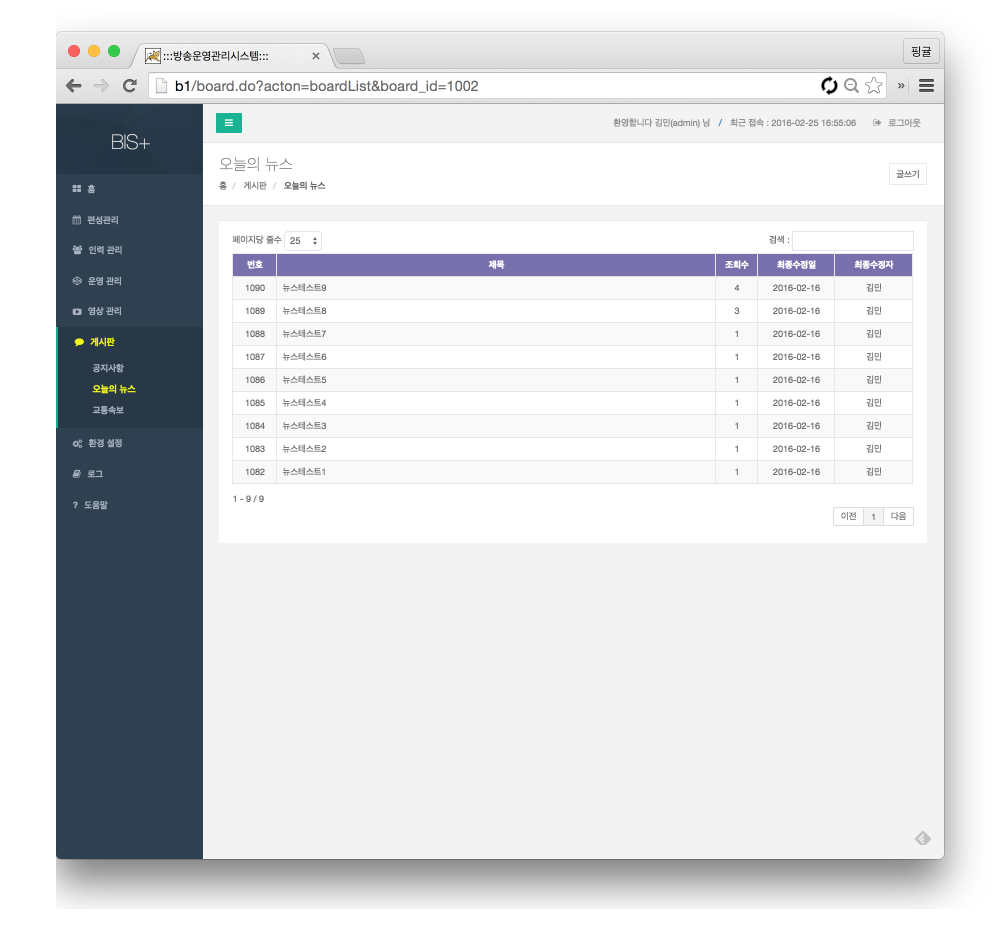 :::방송운영관리시스템:::
핑귤
b1/board.do?acton=boardList&board_id=1002
BIS+
환영합니다 김민(admin) 님 / 최근 접속 : 2016-02-25 16:55:06 로그아웃
홈
편성관리
인력 관리
운영 관리
영상 관리
게시판
공지사항
오늘의 뉴스
교통속보
환경 설정
로그
? 도움말
오늘의 뉴스
홈 / 게시판 / 오늘의 뉴스
글쓰기
페이지당 줄수 25
검색 :
번호 제목 조회수 최종수정일 최종수정자
1090 뉴스테스트9 4 2016-02-16 김민
1089 뉴스테스트8 3 2016-02-16 김민
1088 뉴스테스트7 1 2016-02-16 김민
1087 뉴스테스트6 1 2016-02-16 김민
1086 뉴스테스트5 1 2016-02-16 김민
1085 뉴스테스트4 1 2016-02-16 김민
1084 뉴스테스트3 1 2016-02-16 김민
1083 뉴스테스트2 1 2016-02-16 김민
1082 뉴스테스트1 1 2016-02-16 김민
1 - 9 / 9
이전 1 다음